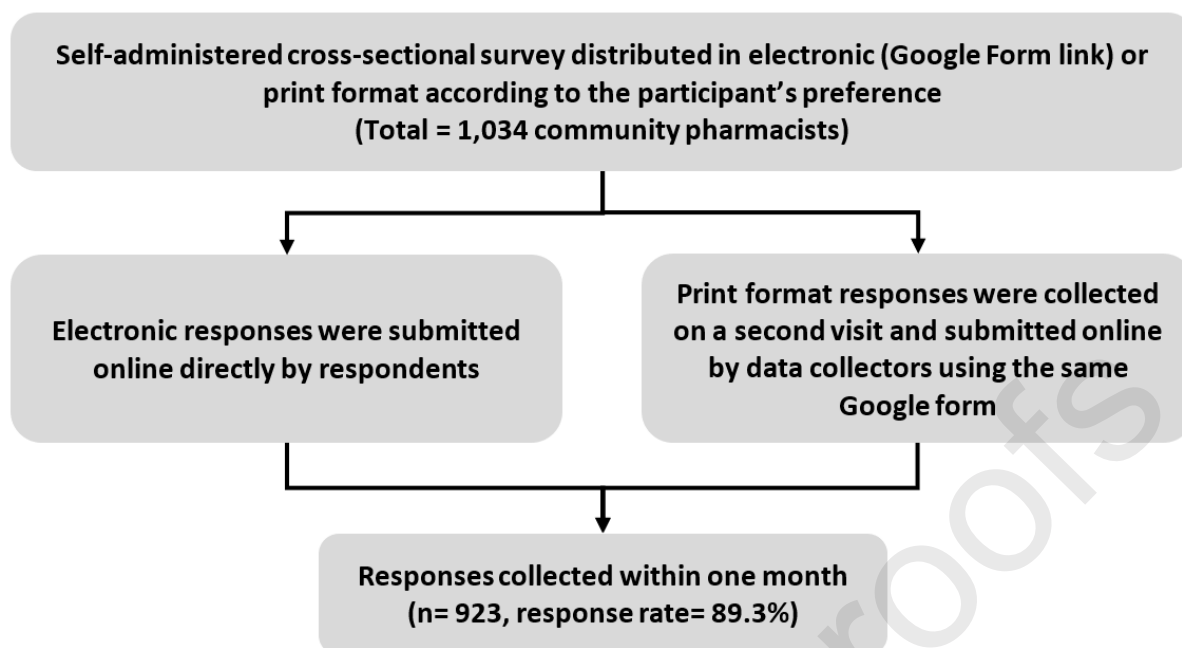 Self-administered cross-sectional survey distributed in electronic (Google Form link) or
print format according to the participant's preference
(Total = 1,034 community pharmacists)
Electronic responses were submitted
online directly by respondents
Print format responses were collected
on a second visit and submitted online
by data collectors using the same
Google form
Responses collected within one month
(n= 923, response rate= 89.3%)
roofs